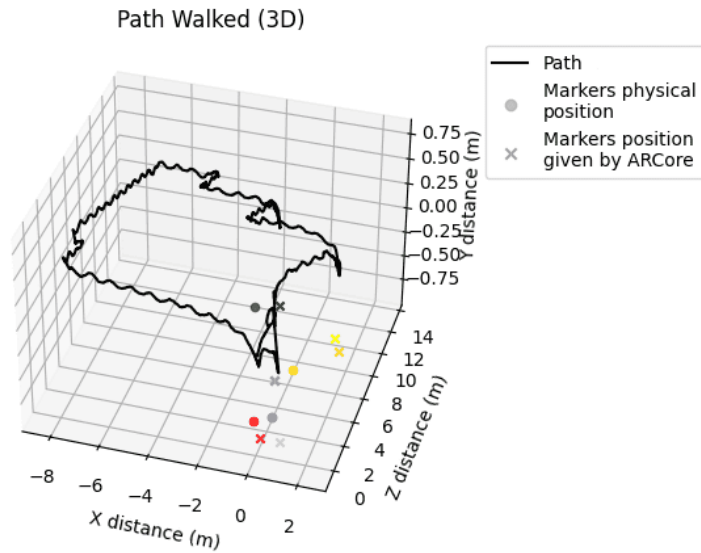 Path Walked (3D)
Path
Markers physical
position
Markers position
given by ARCore
0.75
0.50
0.25
0.00
−0.25
−0.50
−0.75
Y distance (m)
14
12
10
8
6
4
2
0
Z distance (m)
−8
−6
−4
−2
0
2
X distance (m)